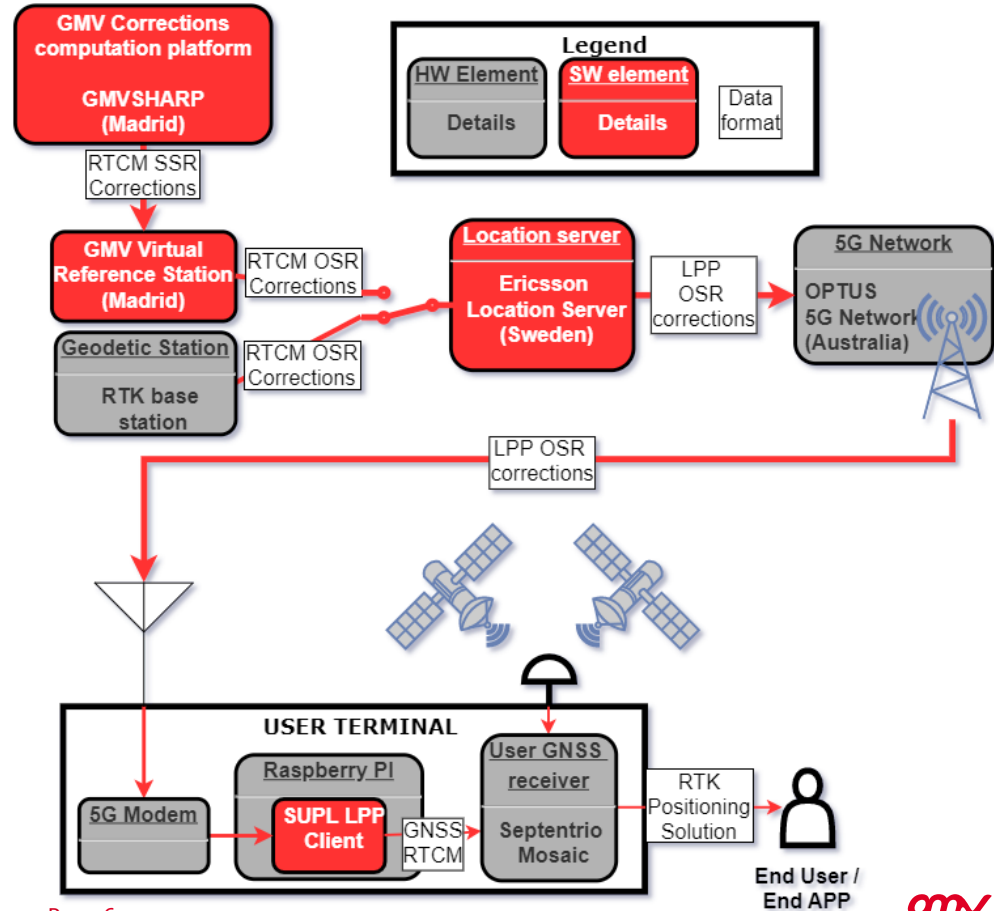 GMV Corrections
computation platform
GMVSHARP
(Madrid)
Legend
HW Element
Details
SW element
Details
Data
format
RTCM SSR
Corrections
GMV Virtual
Reference Station
(Madrid)
RTCM OSR
Corrections
Location server
Ericsson
Location Server
(Sweden)
LPP
OSR
corrections
5G Network
OPTUS
5G Network
(Australia)
Geodetic Station
RTK base
station
RTCM OSR
Corrections
LPP OSR
corrections
USER TERMINAL
5G Modem
Raspberry PI
SUPL LPP
Client
GNSS
RTCM
User GNSS
receiver
Septentrio
Mosaic
RTK
Positioning
Solution
End User /
End APP